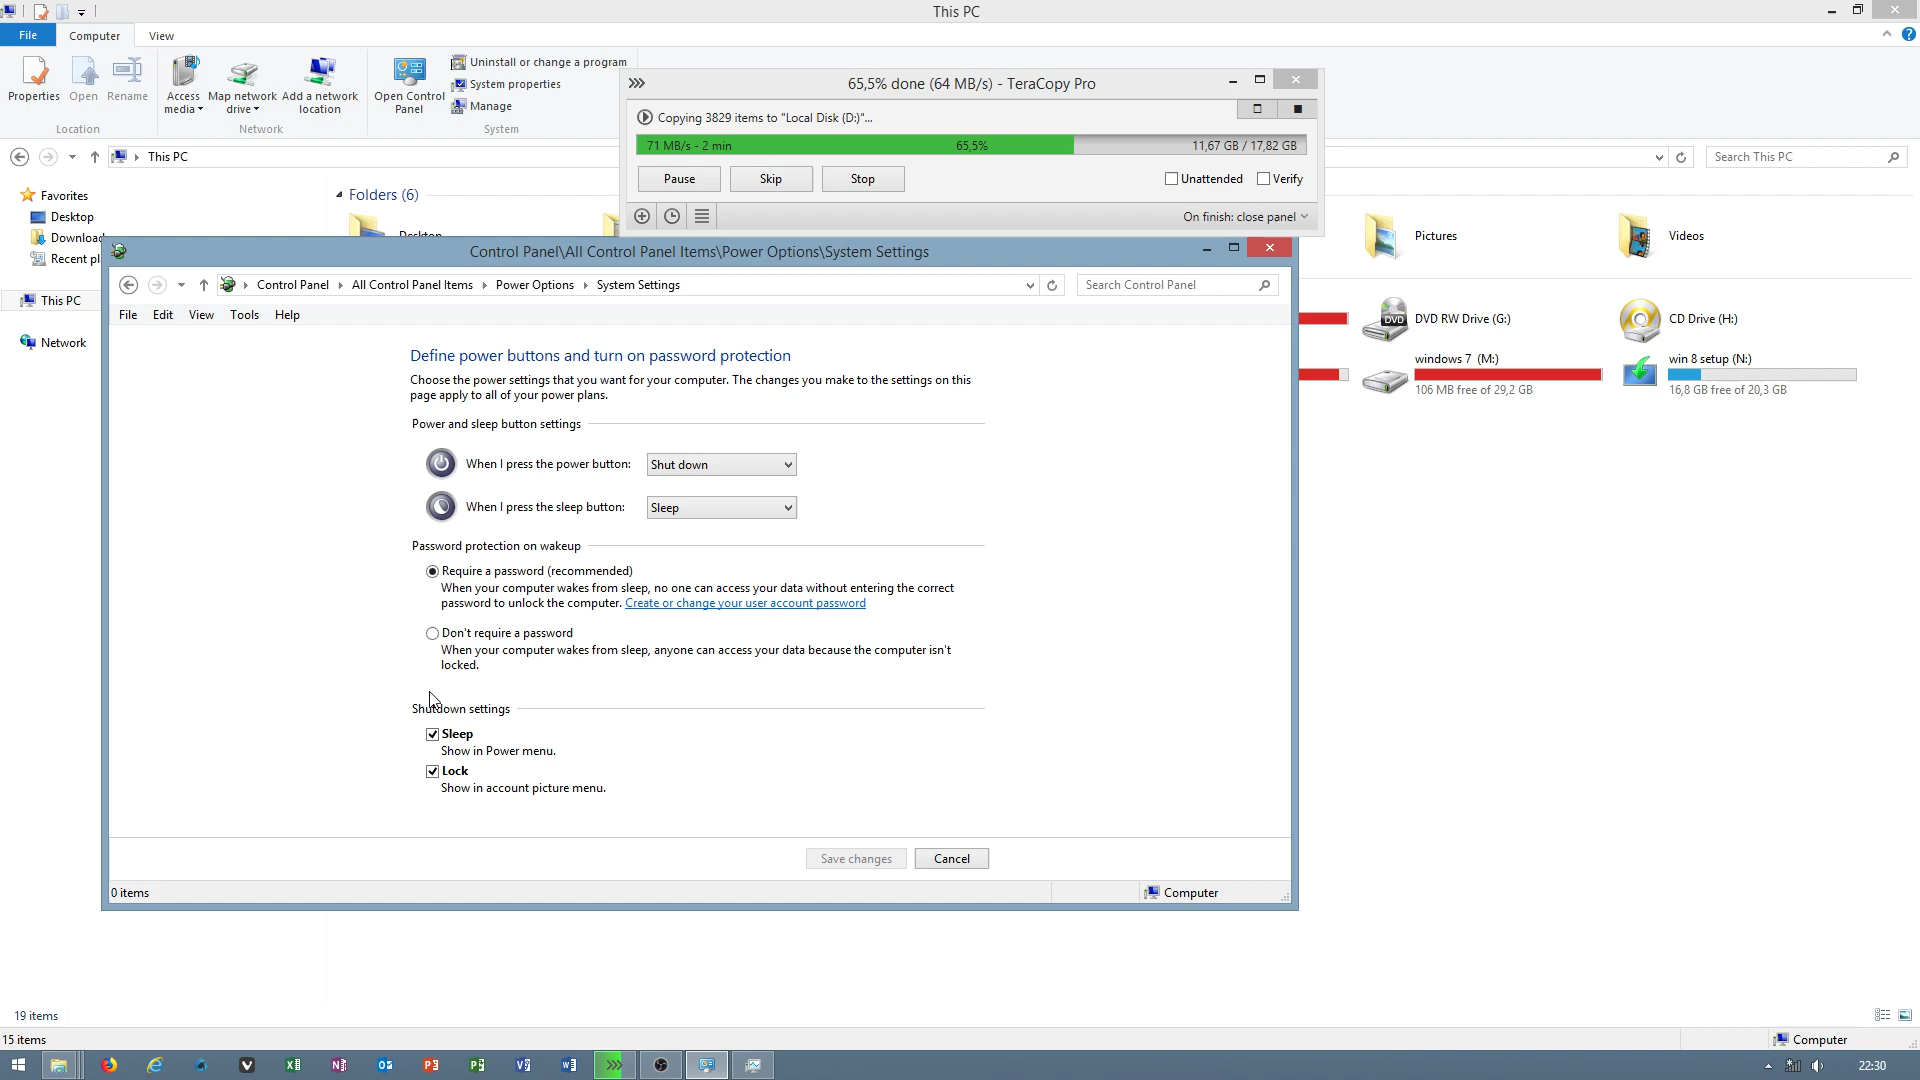 This PC
File
Computer
View
Properties
Open
Rename
Access media
Map network drive
Add a network location
Open Control Panel
Uninstall or change a program
System properties
Manage
Location
Network
System
This PC
Search This PC
Favorites
Desktop
Recent pl
This PC
Network
Folders (6)
Pictures
Videos
DVD RW Drive (G:)
CD Drive (H:)
windows 7 (M:)
106 MB free of 29,2 GB
win 8 setup (N:)
16,8 GB free of 20,3 GB
65,5% done (64 MB/s) - TeraCopy Pro
Copying 3829 items to "Local Disk (D:)"...
71 MB/s - 2 min
65,5%
11,67 GB / 17,82 GB
Pause
Skip
Stop
Unattended
Verify
On finish: close panel
Control Panel\All Control Panel Items\Power Options\System Settings
Control Panel
All Control Panel Items
Power Options
System Settings
Search Control Panel
File
Edit
View
Tools
Help
Define power buttons and turn on password protection
Choose the power settings that you want for your computer. The changes you make to the settings on this
page apply to all of your power plans.
Power and sleep button settings
When I press the power button:
Shut down
When I press the sleep button:
Sleep
Password protection on wakeup
Require a password (recommended)
When your computer wakes from sleep, no one can access your data without entering the correct
password to unlock the computer. Create or change your user account password
Don't require a password
When your computer wakes from sleep, anyone can access your data because the computer isn't
locked.
Shutdown settings
Sleep
Show in Power menu.
Lock
Show in account picture menu.
Save changes
Cancel
0 items
Computer
19 items
15 items
Computer
22:30